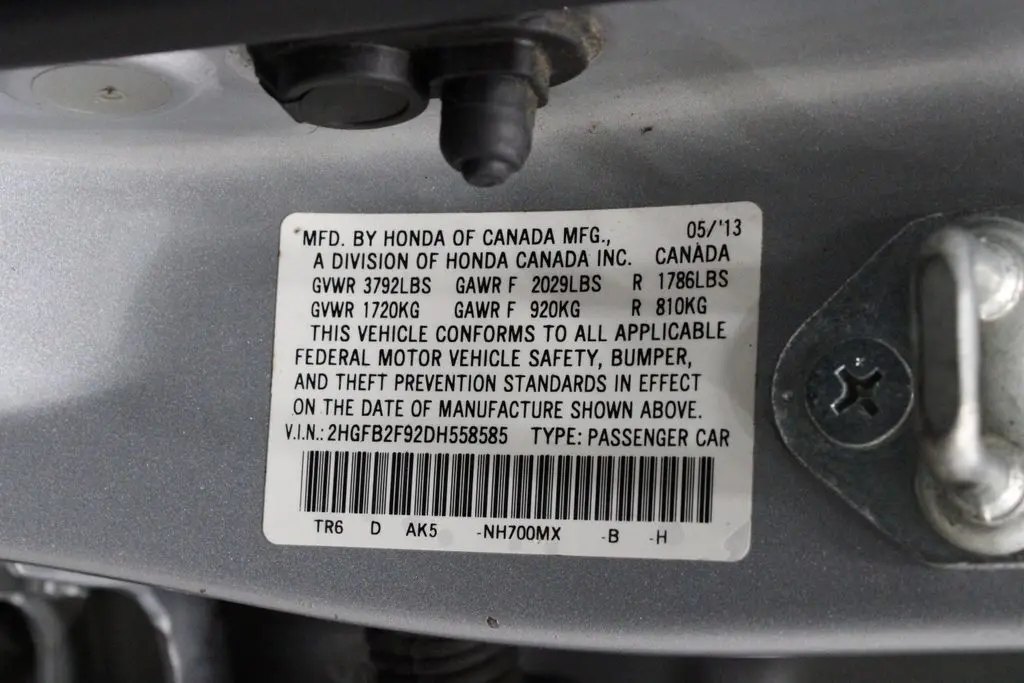 MFD. BY HONDA OF CANADA MFG., 05/'13
A DIVISION OF HONDA CANADA INC. CANADA
GVWR 3792LBS GAWR F 2029LBS R 1786LBS
GVWR 1720KG GAWR F 920KG R 810KG
THIS VEHICLE CONFORMS TO ALL APPLICABLE
FEDERAL MOTOR VEHICLE SAFETY, BUMPER,
AND THEFT PREVENTION STANDARDS IN EFFECT
ON THE DATE OF MANUFACTURE SHOWN ABOVE.
V.I.N.: 2HGFB2F92DH558585 TYPE: PASSENGER CAR
TR6 D AK5 -NH700MX -B -H